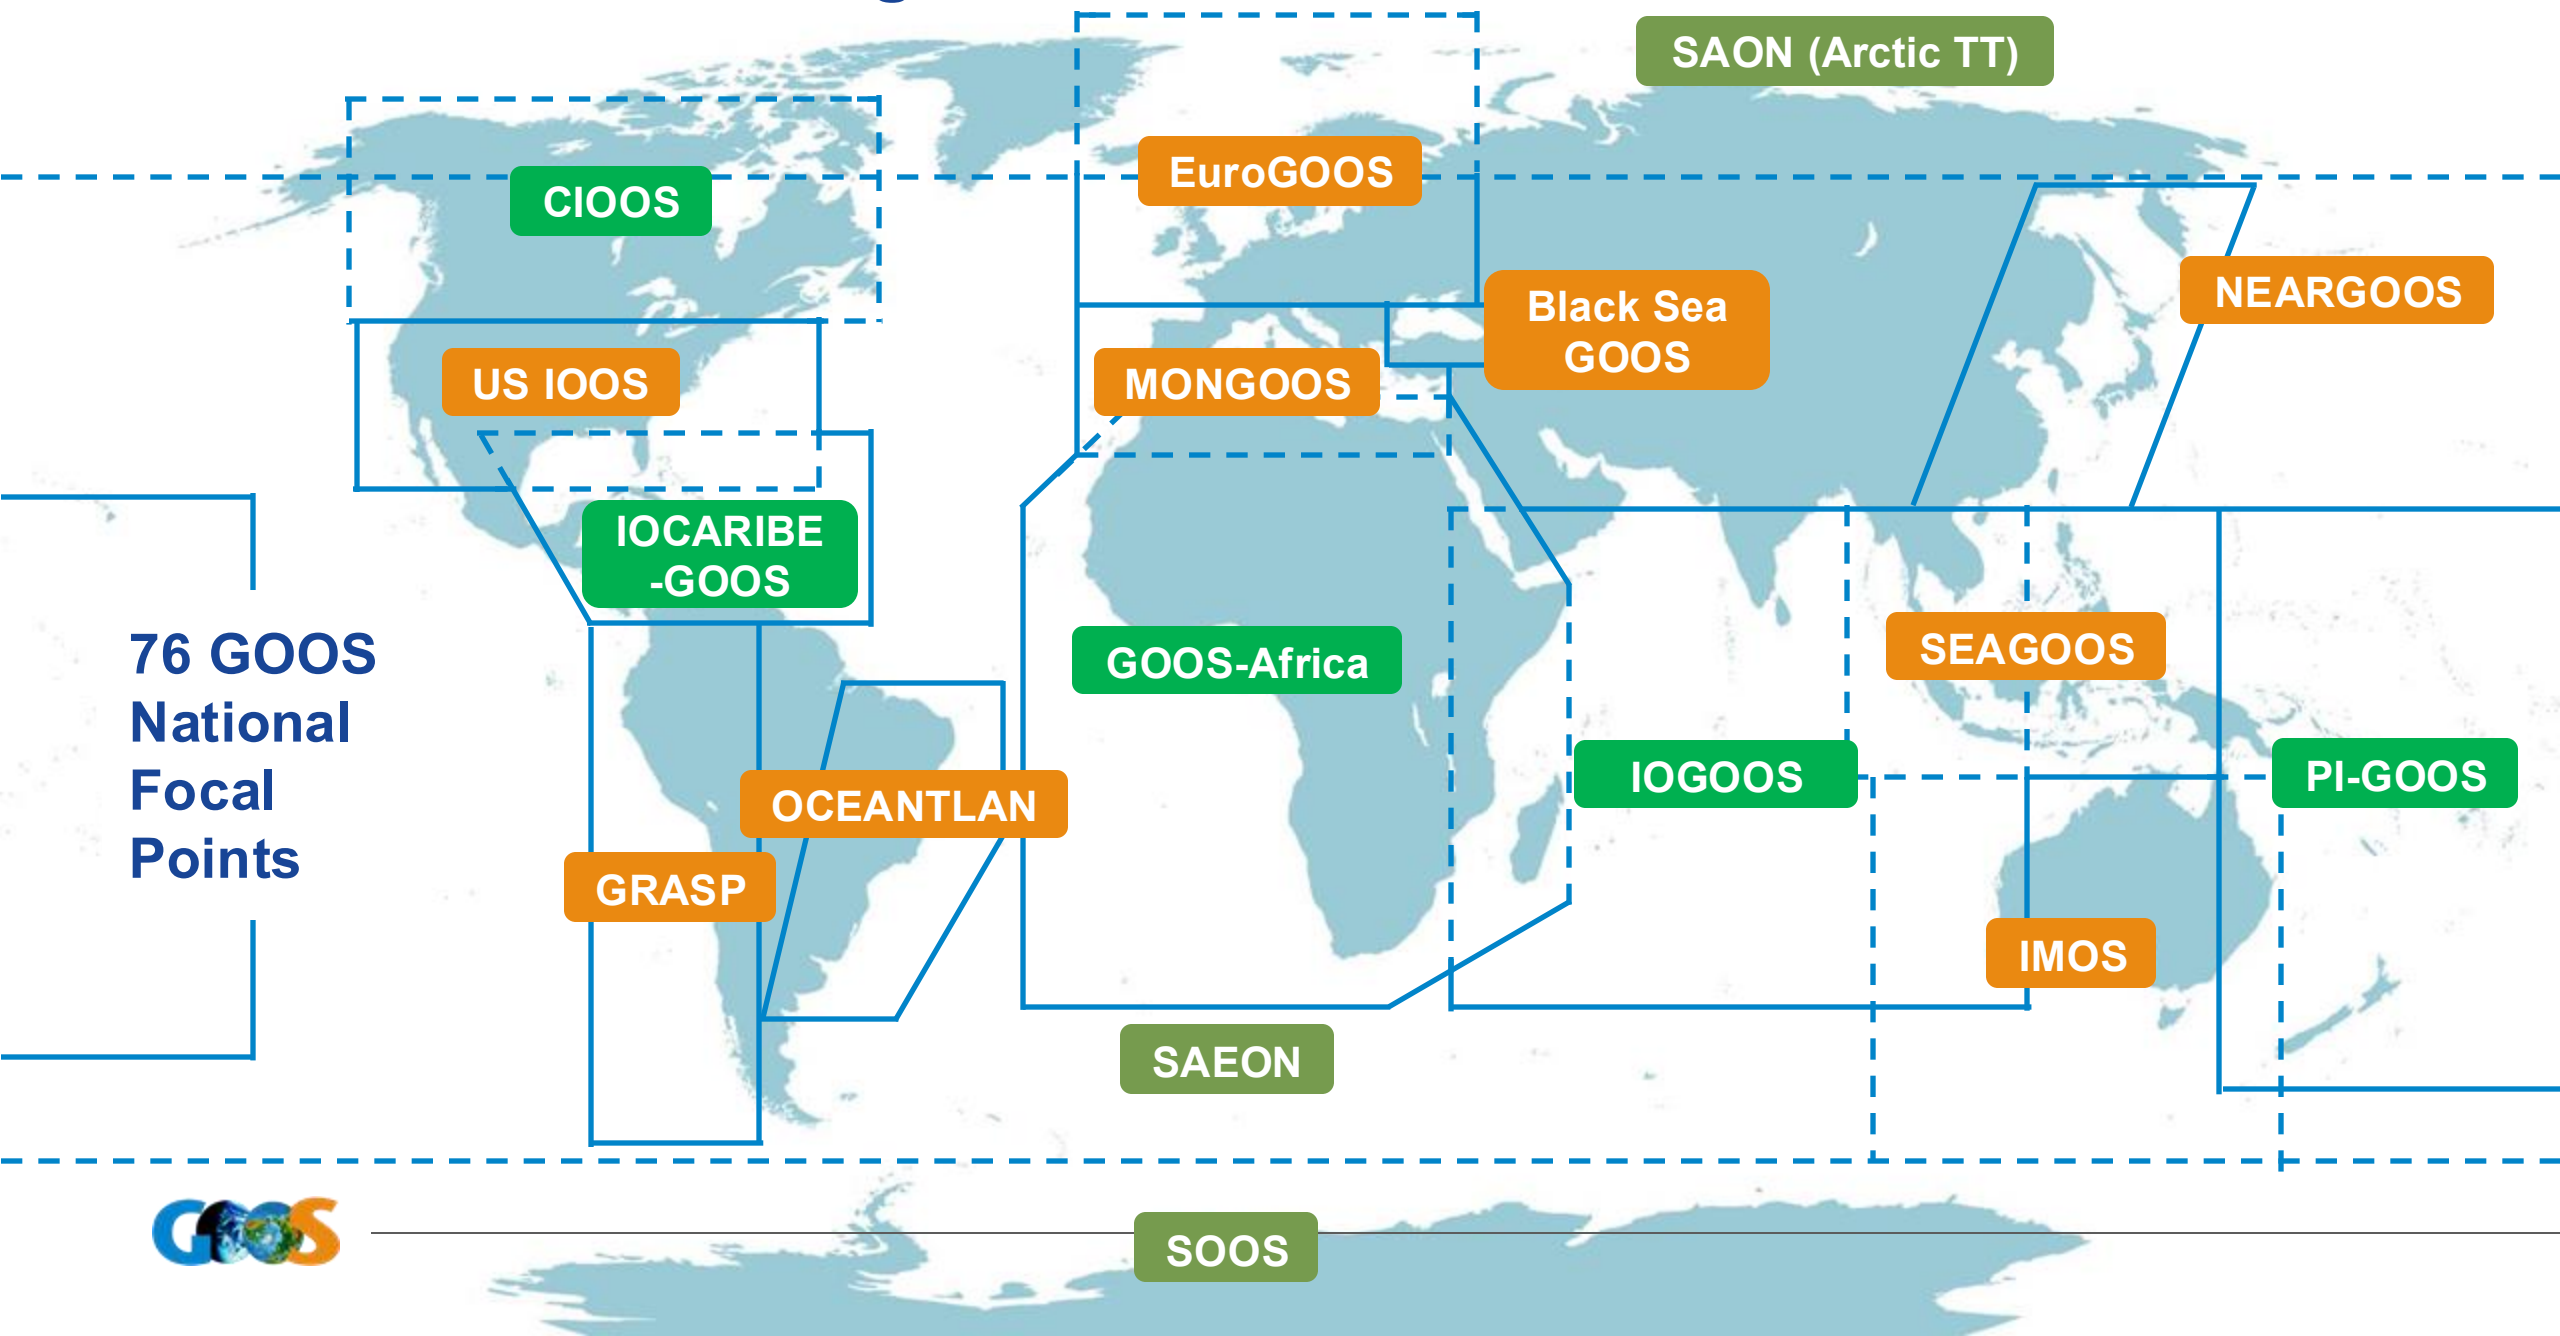 SAON (Arctic TT)
EuroGOOS
CIOOS
Black Sea
GOOS
NEARGOOS
US IOOS
MONGOOS
IOCARIBE
-GOOS
76 GOOS
National
Focal
Points
GOOS-Africa
SEAGOOS
IOGOOS
PI-GOOS
OCEANTLAN
GRASP
IMOS
SAEON
GOOS
SOOS